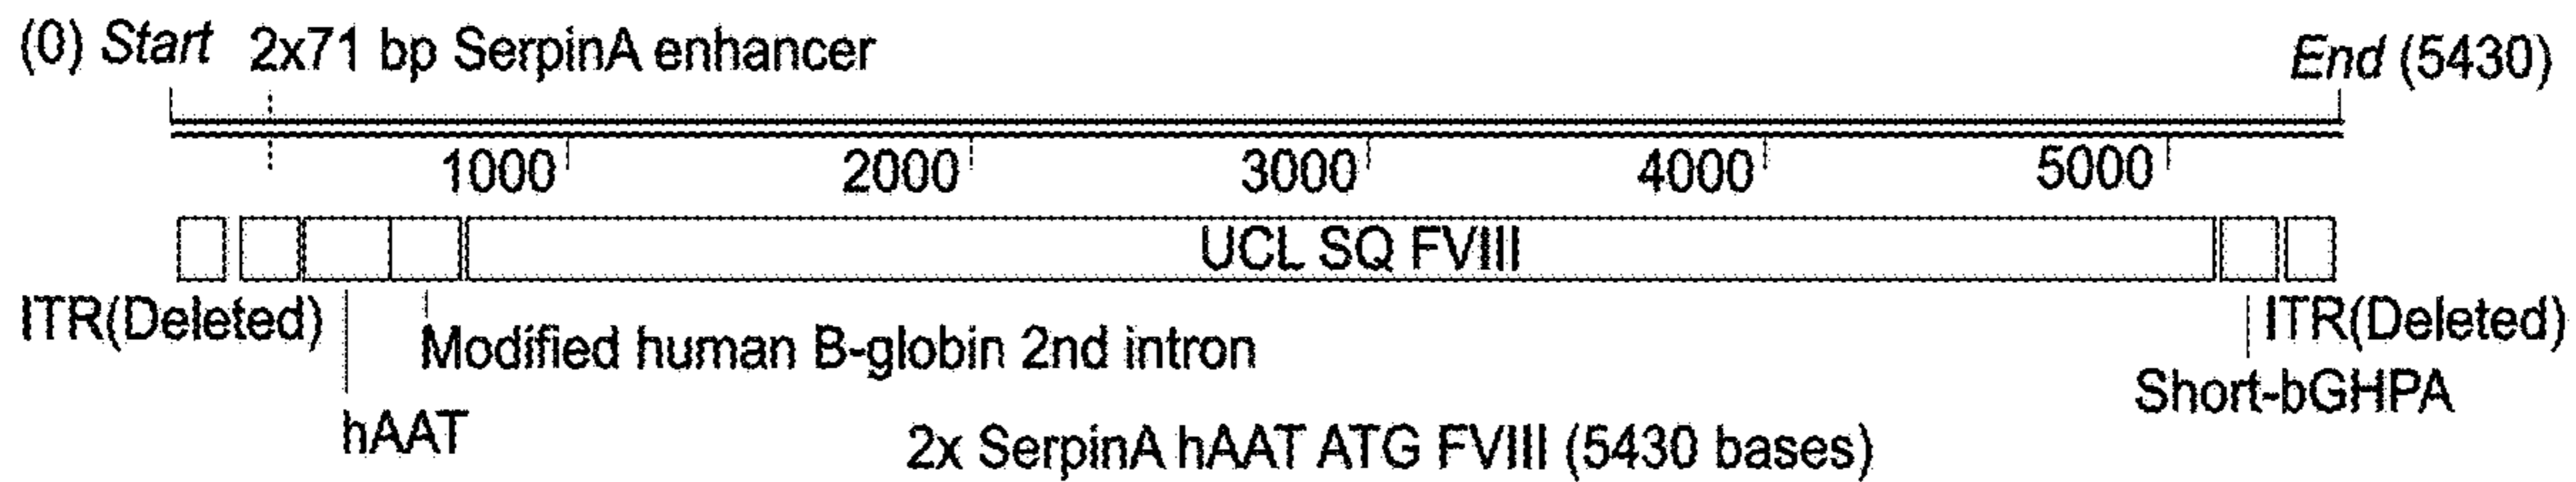 (0) Start 2x71 bp SerpinA enhancer End (5430)
1000 2000 3000 4000 5000
UCL SQ FVIII
ITR(Deleted) ITR(Deleted)
Modified human B-globin 2nd intron
Short-bGHPA
hAAT
2x SerpinA hAAT ATG FVIII (5430 bases)